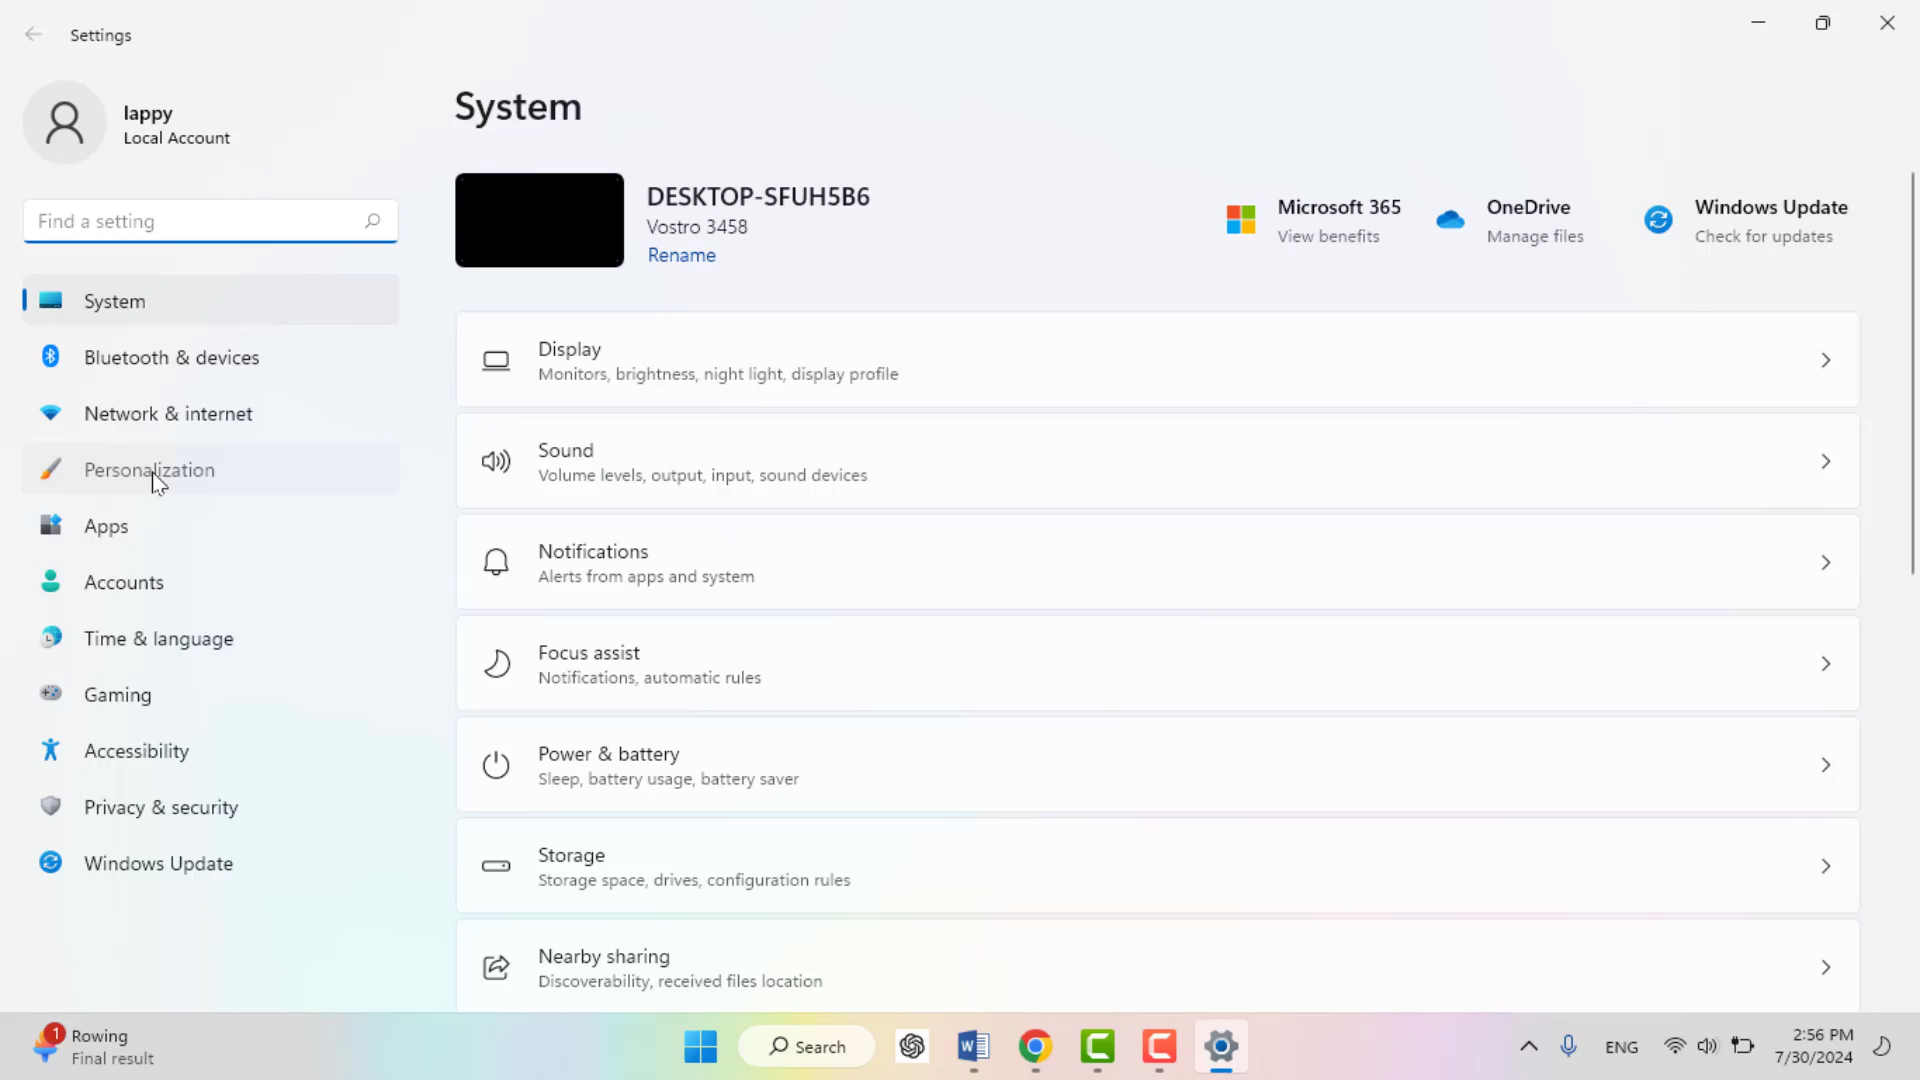 Settings
lappy
Local Account
Find a setting
System
Bluetooth & devices
Network & internet
Personalization
Apps
Accounts
Time & language
Gaming
Accessibility
Privacy & security
Windows Update
System
DESKTOP-SFUH5B6
Vostro 3458
Rename
Microsoft 365
View benefits
OneDrive
Manage files
Windows Update
Check for updates
Display
Monitors, brightness, night light, display profile
Sound
Volume levels, output, input, sound devices
Notifications
Alerts from apps and system
Focus assist
Notifications, automatic rules
Power & battery
Sleep, battery usage, battery saver
Storage
Storage space, drives, configuration rules
Nearby sharing
Discoverability, received files location
1
Rowing
Final result
Search
W
ENG
2:56 PM
7/30/2024